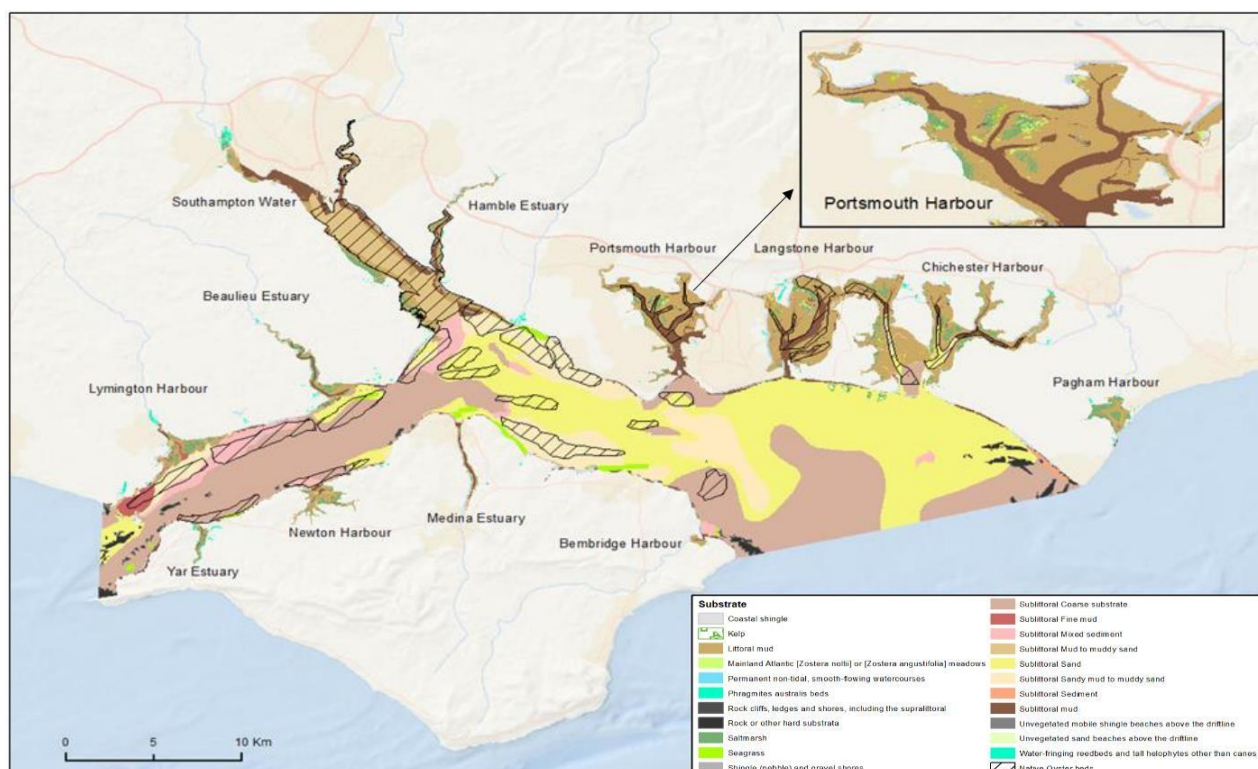 Portsmouth Harbour
Southampton Water
Hamble Estuary
Portsmouth Harbour
Langstone Harbour
Chichester Harbour
Beaulieu Estuary
Lymington Harbour
Pagham Harbour
Newton Harbour
Medina Estuary
Bembridge Harbour
Yar Estuary
0 5 10 Km
Substrate
Coastal shingle
Kelp
Littoral mud
Mainland Atlantic [Zostera noltii] or [Zostera angustifolia] meadows
Permanent non-tidal, smooth-flowing watercourses
Phragmites australis beds
Rock cliffs, ledges and shores, including the supralittoral
Rock or other hard substrata
Saltmarsh
Seagrass
Shingle (pebble) and gravel shores
Sublittoral Coarse substrate
Sublittoral Fine mud
Sublittoral Mixed sediment
Sublittoral Mud to muddy sand
Sublittoral Sand
Sublittoral Sandy mud to muddy sand
Sublittoral Sediment
Sublittoral mud
Unvegetated mobile shingle beaches above the driftline
Unvegetated sand beaches above the driftline
Water-fringing reedbeds and tall helophytes other than canes
Native Oyster beds